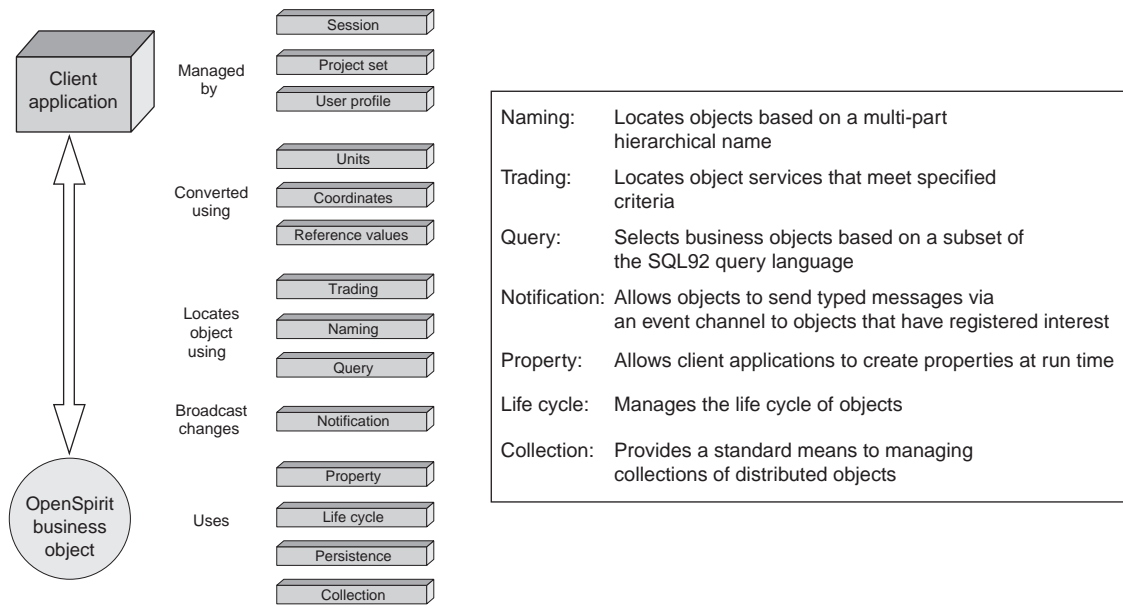 Client
application
OpenSpirit
business
object
Managed
by
Session
Project set
User profile
Converted
using
Units
Coordinates
Reference values
Locates
object
using
Trading
Naming
Query
Broadcast
changes
Notification
Uses
Property
Life cycle
Persistence
Collection
Naming: Locates objects based on a multi-part
hierarchical name
Trading: Locates object services that meet specified
criteria
Query: Selects business objects based on a subset of
the SQL92 query language
Notification: Allows objects to send typed messages via
an event channel to objects that have registered interest
Property: Allows client applications to create properties at run time
Life cycle: Manages the life cycle of objects
Collection: Provides a standard means to managing
collections of distributed objects